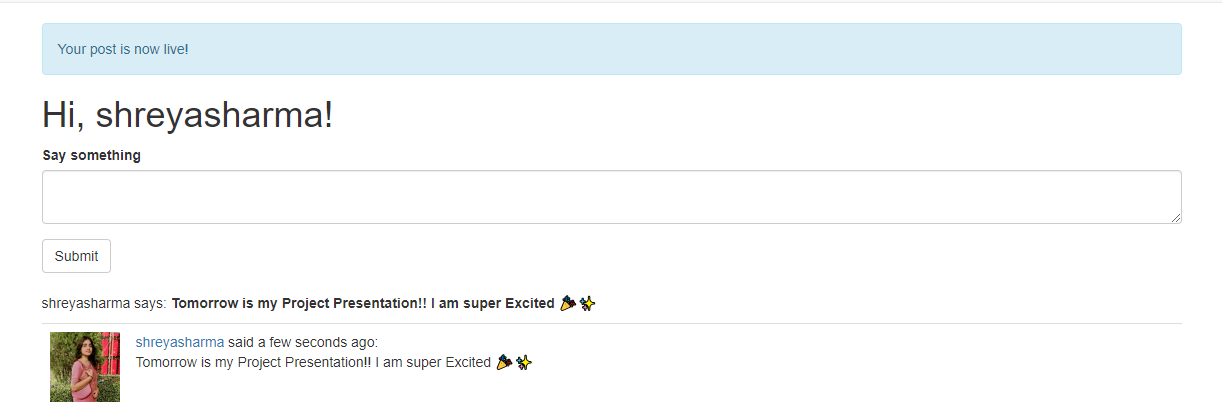 Your post is now live!
Hi, shreyasharma!
Say something
Submit
shreyasharma says: Tomorrow is my Project Presentation!! I am super Excited 🎉✨
shreyasharma said a few seconds ago:
Tomorrow is my Project Presentation!! I am super Excited 🎉✨